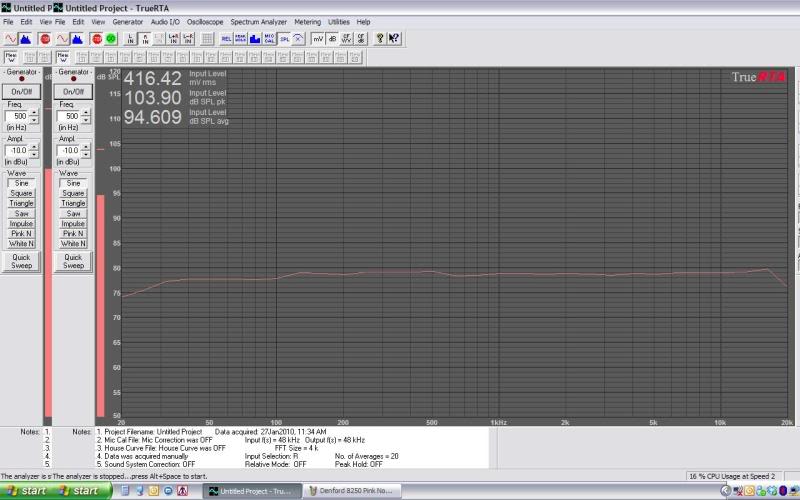 Untitled P
Untitled Project - TrueRTA
File Edit View
File Edit View Generator Audio I/O Oscilloscope Spectrum Analyzer Metering Utilities Help
L IN
R IN
L-R IN
L+R IN
REL
PEAK HOLD
MIC CAL
SPL
mV
dB
CF W/V
CF dB
Generator
On/Off
Freq.
500
(in Hz)
Ampl.
-10.0
(in dBu)
Wave
Sine
Square
Triangle
Saw
Impulse
Pink N
White N
Quick
Sweep
Generator
On/Off
Freq.
500
(in Hz)
Ampl.
-10.0
(in dBu)
Wave
Sine
Square
Triangle
Saw
Impulse
Pink N
White N
Quick
Sweep
dB SPL
120
115
110
105
100
95
90
85
80
75
70
65
60
55
50
416.42 Input Level mV rms
103.90 Input Level dB SPL pk
94.609 Input Level dB SPL avg
True RTA
20 50 100 200 500 1kHz 2k 5k 10k 20k
Notes:
.1.
.2.
.3.
.4.
.5.
Notes:
.1. Project Filename: Untitled Project Data acquired: 27Jan2010, 11:34 AM
.2. Mic Cal File: Mic Correction was OFF Input f(s) = 48 kHz Output f(s) = 48 kHz
.3. House Curve File: House Curve was OFF FFT Size = 4 k
.4. Data was acquired manually Input Selection: R No. of Averages = 20
.5. Sound System Correction: OFF Relative Mode: OFF Peak Hold: OFF
The analyzer is s
The analyzer is stopped...press Alt+Space to start.
16 % CPU Usage at Speed 2
start
start
Untitled Project - Tru...
Denford 8250 Pink No...